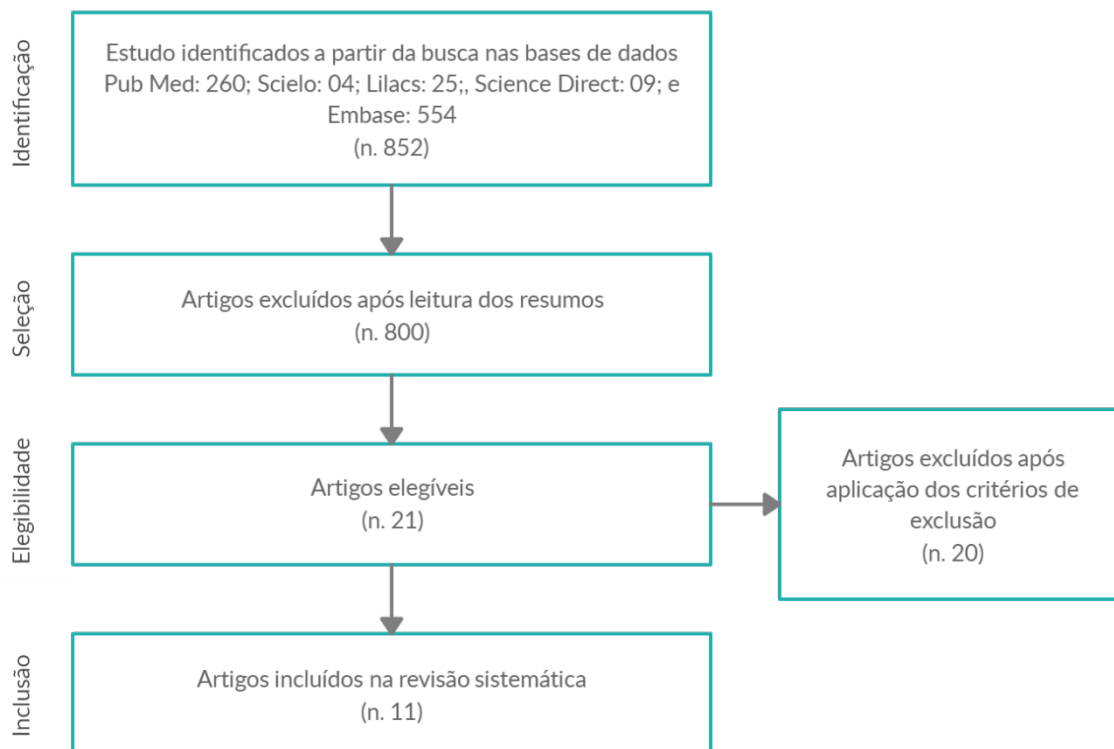 Identificação
Estudo identificados a partir da busca nas bases de dados
Pub Med: 260; Scielo: 04; Lilacs: 25;, Science Direct: 09; e
Embase: 554
(n. 852)
Seleção
Artigos excluídos após leitura dos resumos
(n. 800)
Elegibilidade
Artigos elegíveis
(n. 21)
Artigos excluídos após
aplicação dos critérios de
exclusão
(n. 20)
Inclusão
Artigos incluídos na revisão sistemática
(n. 11)